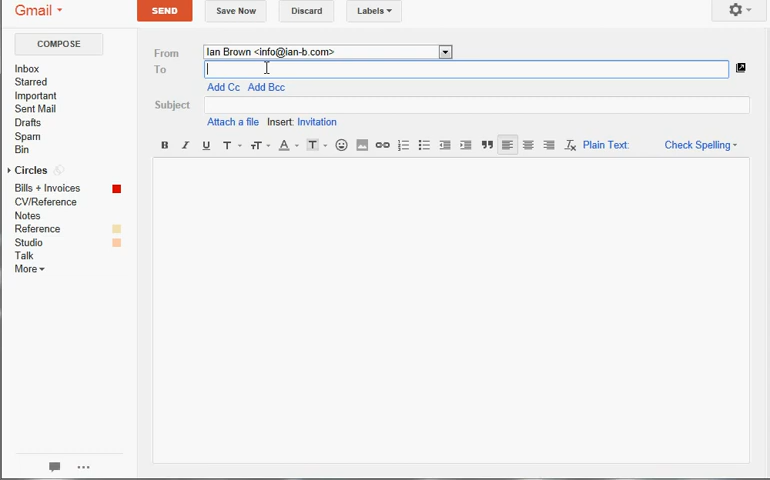 Gmail
SEND Save Now Discard Labels
COMPOSE
From Ian Brown <info@ian-b.com>
To
Add Cc Add Bcc
Subject
Attach a file Insert: Invitation
B I U T T A T Plain Text: Check Spelling
Inbox
Starred
Important
Sent Mail
Drafts
Spam
Bin
Circles
Bills + Invoices
CV/Reference
Notes
Reference
Studio
Talk
More